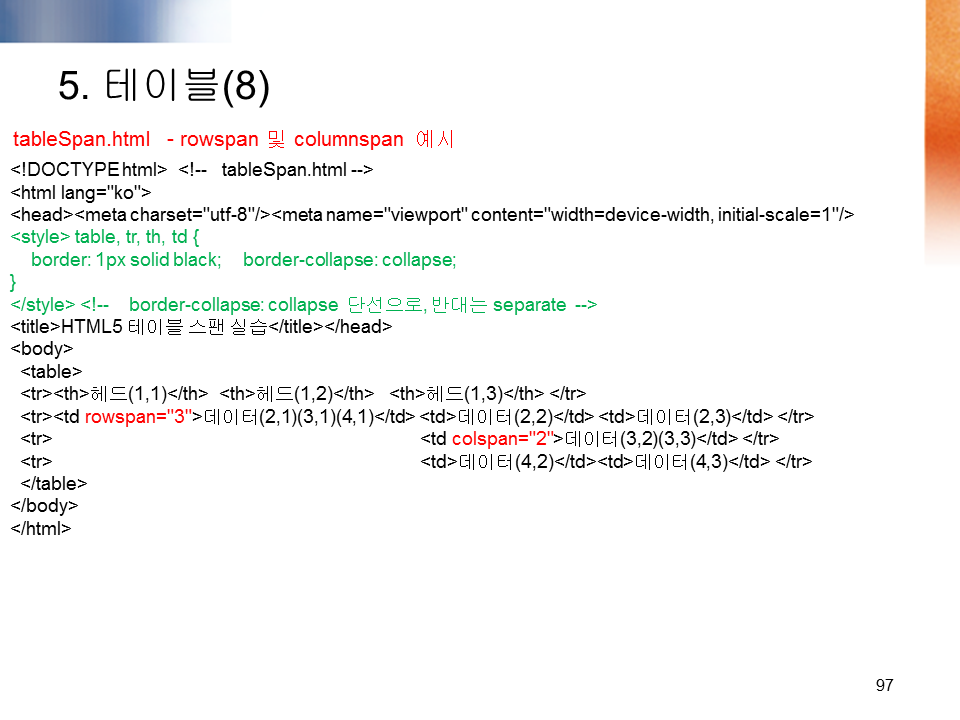 5. 테이블(8)
tableSpan.html - rowspan 및 columnspan 예시
<!DOCTYPE html> <!-- tableSpan.html -->
<html lang="ko">
<head><meta charset="utf-8"/><meta name="viewport" content="width=device-width, initial-scale=1"/>
<style> table, tr, th, td {
border: 1px solid black; border-collapse: collapse;
}
</style> <!-- border-collapse: collapse 단선으로, 반대는 separate -->
<title>HTML5 테이블 스팬 실습</title></head>
<body>
<table>
<tr><th>헤드(1,1)</th> <th>헤드(1,2)</th> <th>헤드(1,3)</th> </tr>
<tr><td rowspan="3">데이터(2,1)(3,1)(4,1)</td> <td>데이터(2,2)</td> <td>데이터(2,3)</td> </tr>
<tr> <td colspan="2">데이터(3,2)(3,3)</td> </tr>
<tr> <td>데이터(4,2)</td><td>데이터(4,3)</td> </tr>
</table>
</body>
</html>
97